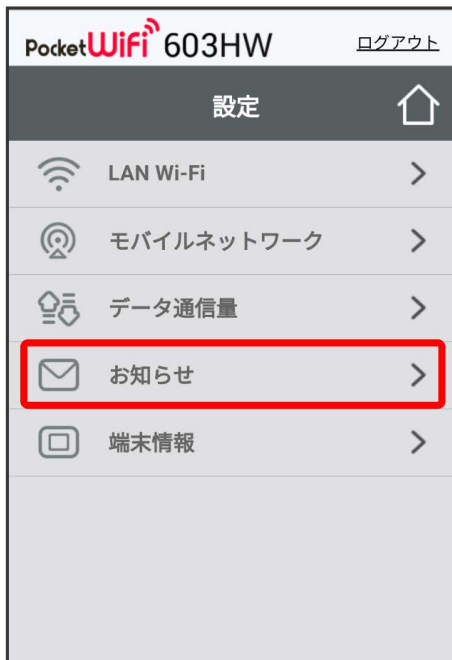 PocketWiFi 603HW ログアウト
設定
LAN Wi-Fi
モバイルネットワーク
データ通信量
お知らせ
端末情報